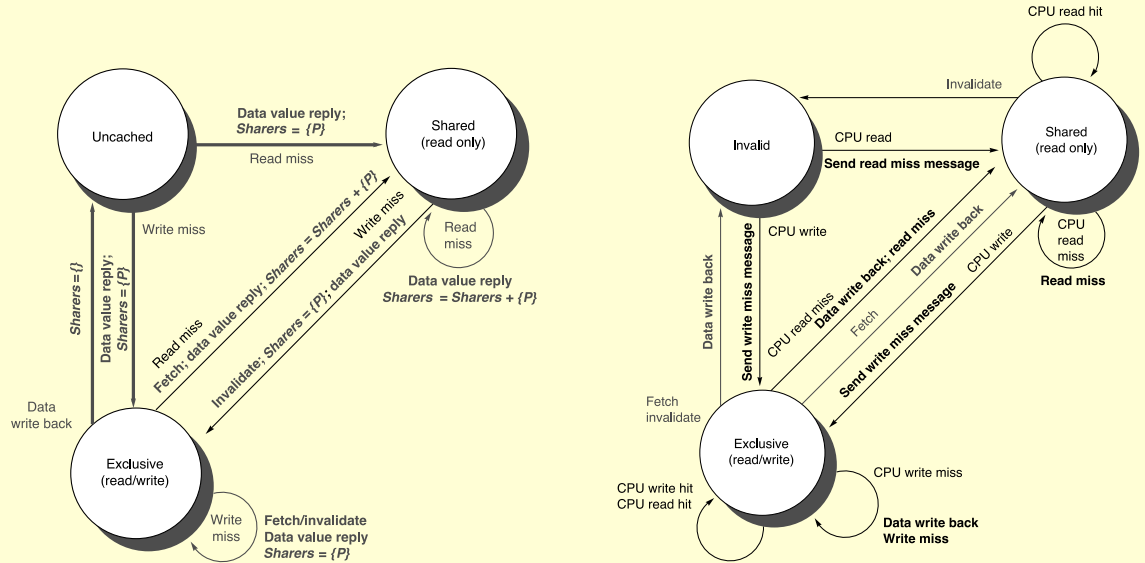 Uncached
Shared
(read only)
Data value reply;
Sharers = {P}
Read miss
Write miss
Sharers = {}
Data value reply;
Sharers = {P}
Read miss
Fetch; data value reply; Sharers = Sharers + {P}
Write miss
Invalidate; Sharers = {P}; data value reply
Read
miss
Data value reply
Sharers = Sharers + {P}
Data
write back
Exclusive
(read/write)
Write
miss
Fetch/invalidate
Data value reply
Sharers = {P}
CPU read hit
Invalidate
Invalid
Shared
(read only)
CPU read
Send read miss message
CPU write
Send write miss message
Data write back
CPU read miss
Data write back; read miss
Fetch
Data write back
CPU write
Send write miss message
CPU
read
miss
Read miss
Fetch
invalidate
Exclusive
(read/write)
CPU write hit
CPU read hit
CPU write miss
Data write back
Write miss